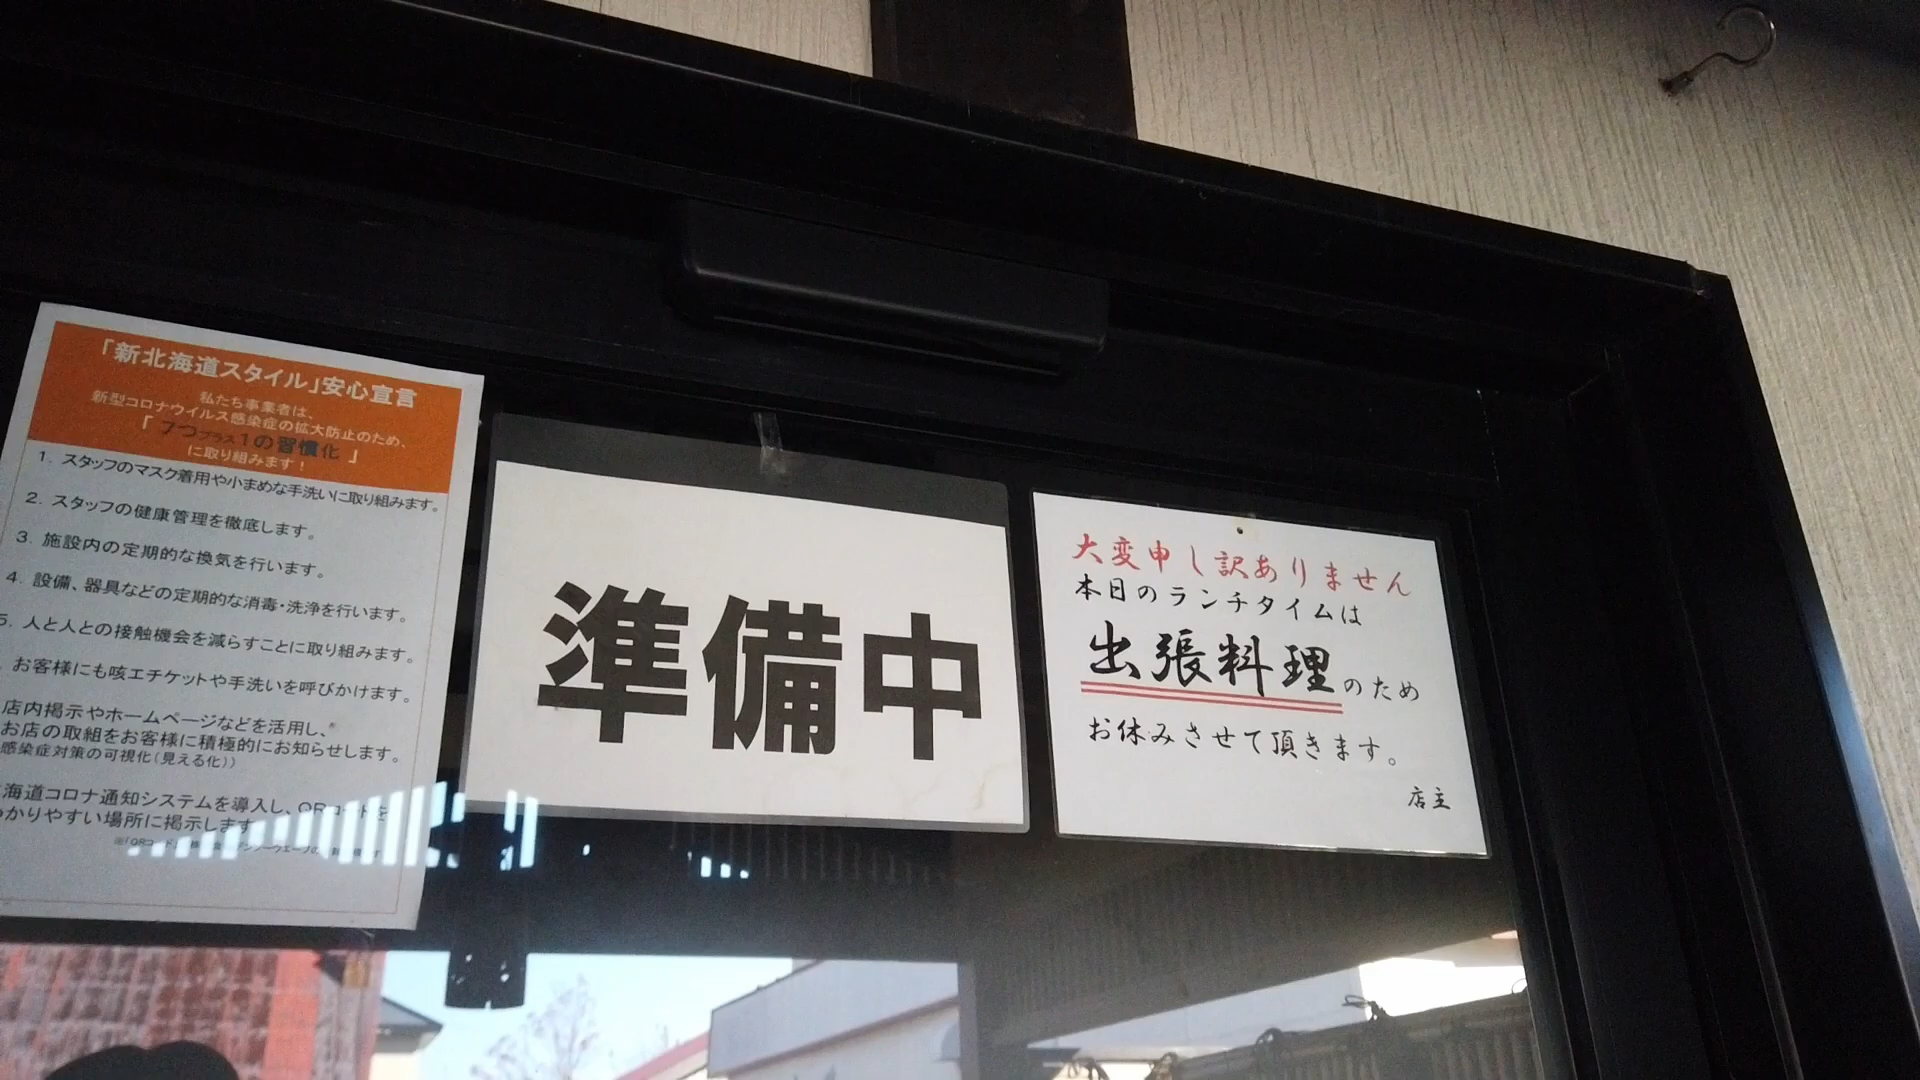 「新北海道スタイル」安心宣言
私たち事業者は、
新型コロナウイルス感染症の拡大防止のため、
「7つプラス1の習慣化」
に取り組みます！
1. スタッフのマスク着用や小まめな手洗いに取り組みます。
2. スタッフの健康管理を徹底します。
3. 施設内の定期的な換気を行います。
4. 設備、器具などの定期的な消毒・洗浄を行います。
5. 人と人との接触機会を減らすことに取り組みます。
お客様にも咳エチケットや手洗いを呼びかけます。
店内掲示やホームページなどを活用し、
お店の取組をお客様に積極的にお知らせします。
感染症対策の可視化(見える化))
海道コロナ通知システムを導入し、QRコードを
かりやすい場所に掲示します
準備中
大変申し訳ありません
本日のランチタイムは
出張料理のため
お休みさせて頂きます。
店主